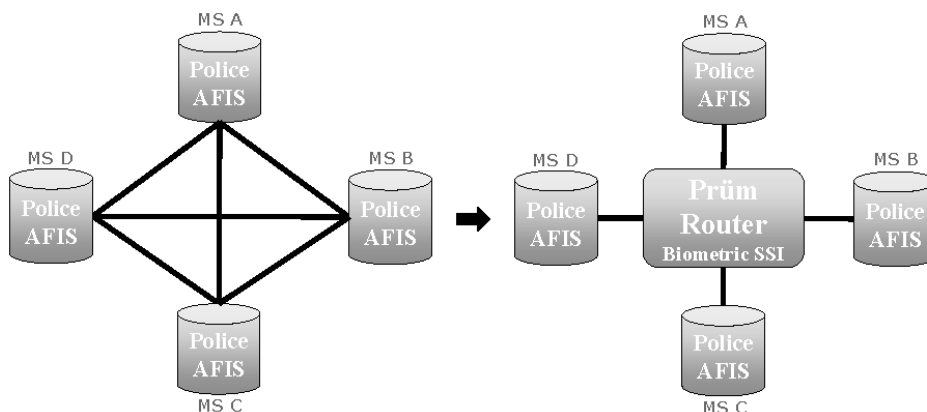 MS A
Police
AFIS
MS D
Police
AFIS
MS B
Police
AFIS
Police
AFIS
MS C
MS A
Police
AFIS
MS D
Police
AFIS
Prüm
Router
Biometric SSI
MS B
Police
AFIS
Police
AFIS
MS C